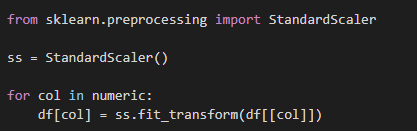 from sklearn.preprocessing import StandardScaler
ss = StandardScaler()
for col in numeric:
    df[col] = ss.fit_transform(df[[col]])